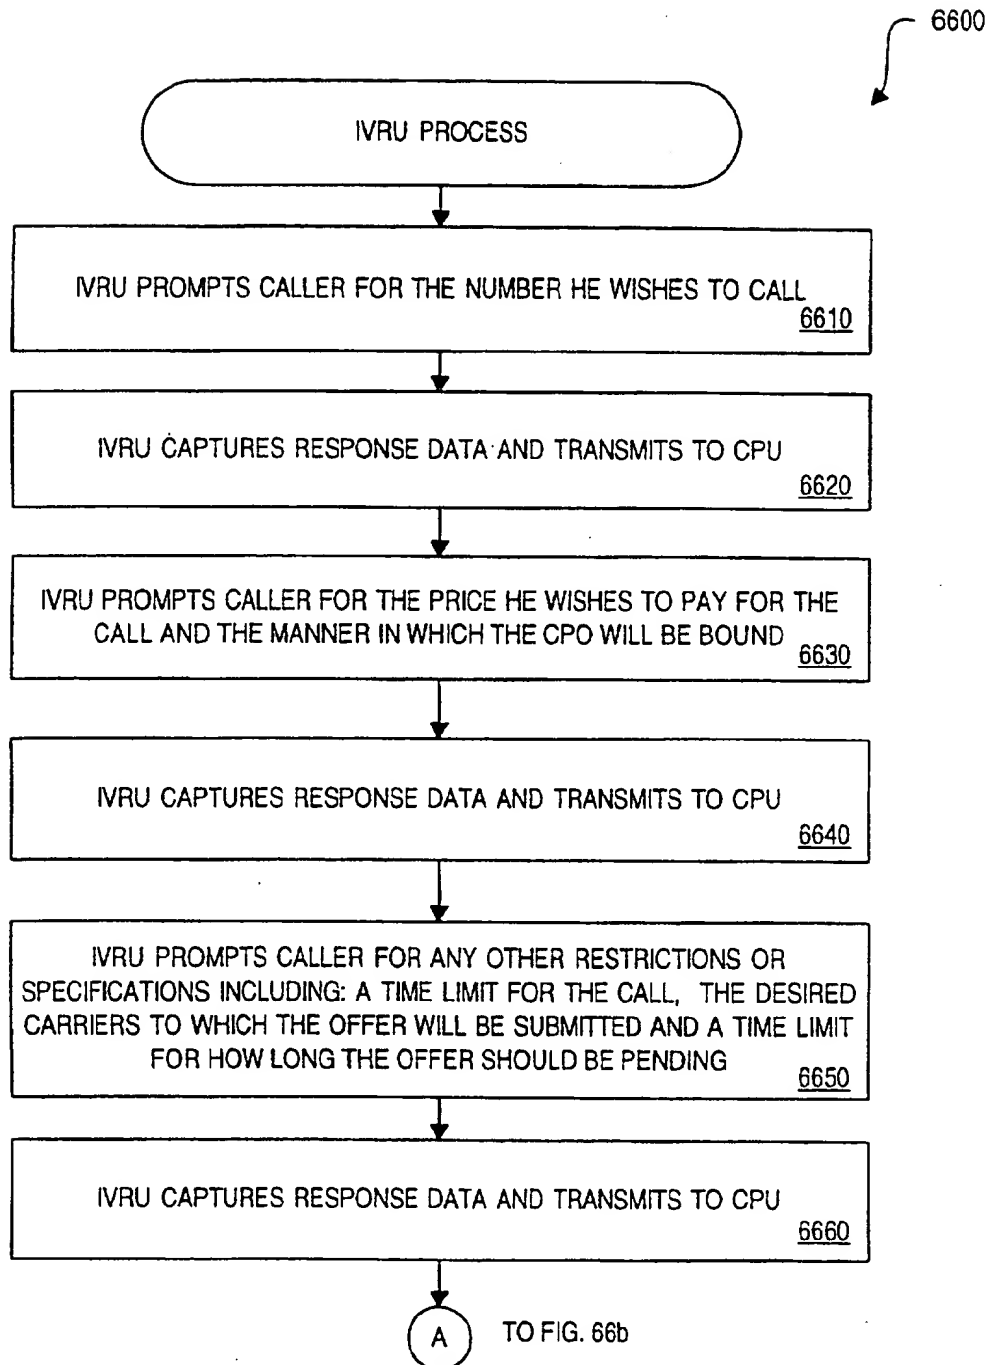 6600
IVRU PROCESS
IVRU PROMPTS CALLER FOR THE NUMBER HE WISHES TO CALL
6610
IVRU CAPTURES RESPONSE DATA AND TRANSMITS TO CPU
6620
IVRU PROMPTS CALLER FOR THE PRICE HE WISHES TO PAY FOR THE
CALL AND THE MANNER IN WHICH THE CPO WILL BE BOUND
6630
IVRU CAPTURES RESPONSE DATA AND TRANSMITS TO CPU
6640
IVRU PROMPTS CALLER FOR ANY OTHER RESTRICTIONS OR
SPECIFICATIONS INCLUDING: A TIME LIMIT FOR THE CALL, THE DESIRED
CARRIERS TO WHICH THE OFFER WILL BE SUBMITTED AND A TIME LIMIT
FOR HOW LONG THE OFFER SHOULD BE PENDING
6650
IVRU CAPTURES RESPONSE DATA AND TRANSMITS TO CPU
6660
A TO FIG. 66b